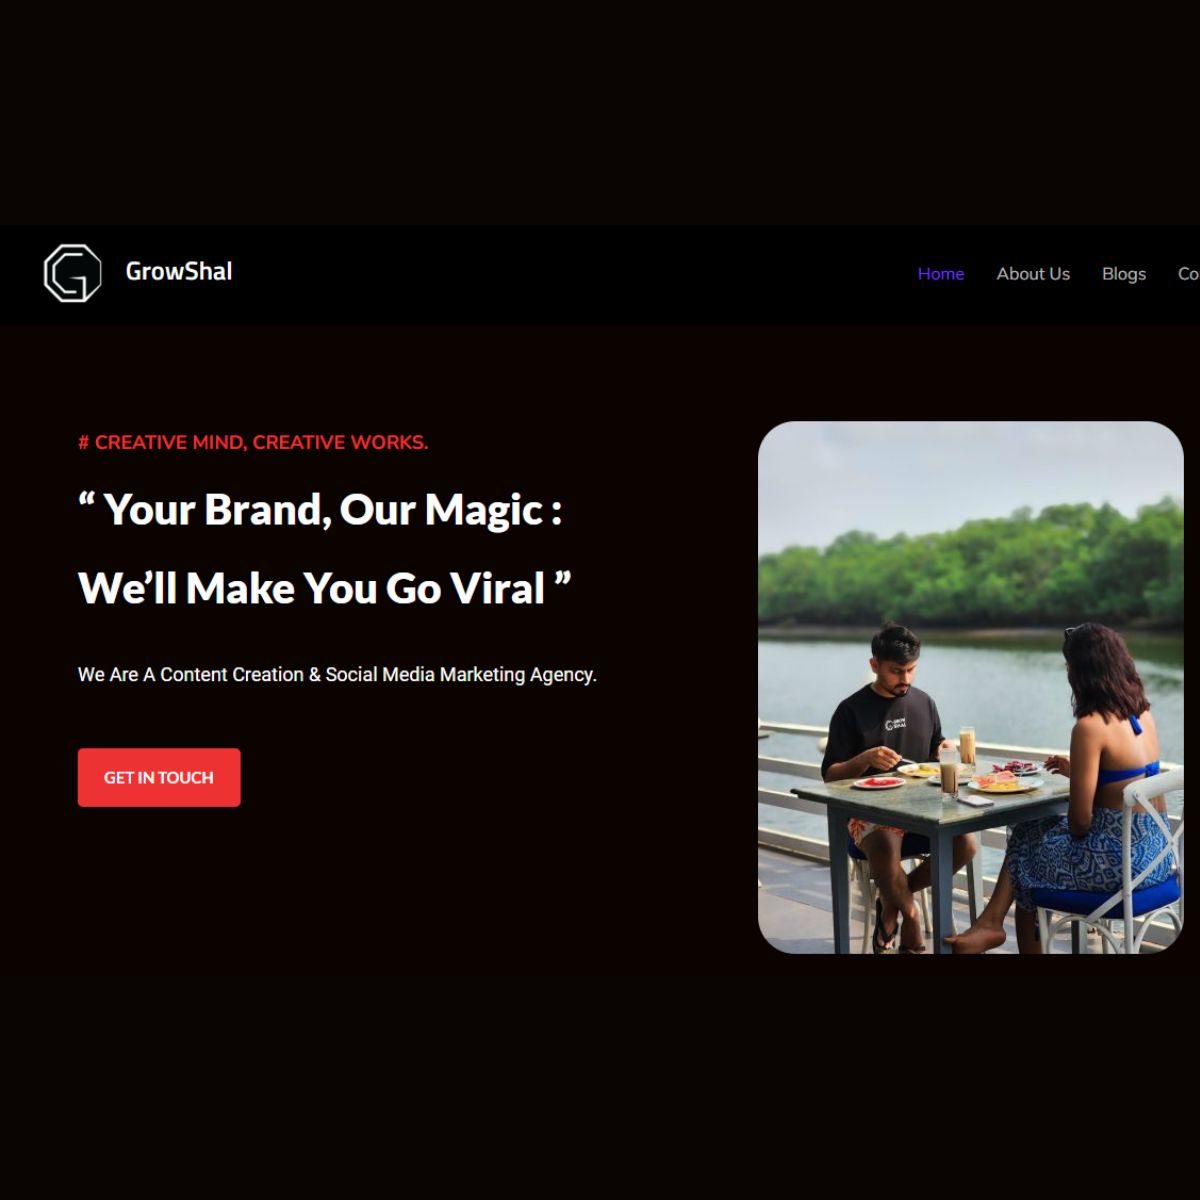 GrowShal
Home About Us Blogs Co
# CREATIVE MIND, CREATIVE WORKS.
“ Your Brand, Our Magic :
We’ll Make You Go Viral ”
We Are A Content Creation & Social Media Marketing Agency.
GET IN TOUCH
GROW
SHAL